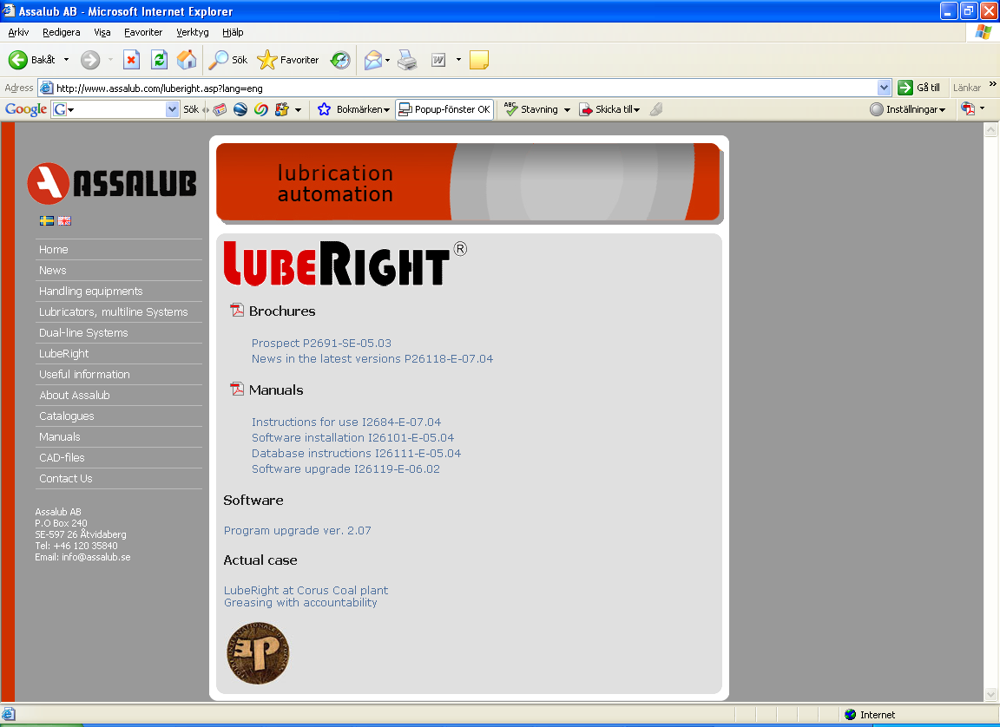 Assalub AB - Microsoft Internet Explorer
Arkiv Redigera Visa Favoriter Verktyg Hjälp
Bakåt Sök Favoriter W
Adress http://www.assalub.com/luberight.asp?lang=eng Gå till Länkar »
Google G Sök Bokmärken Popup-fönster OK ABC Stavning Skicka till Inställningar
ASSALUB
lubrication
automation
Home
News
Handling equipments
Lubricators, multiline Systems
Dual-line Systems
LubeRight
Useful information
About Assalub
Catalogues
Manuals
CAD-files
Contact Us
Assalub AB
P.O Box 240
SE-597 26 Åtvidaberg
Tel: +46 120 35840
Email: info@assalub.se
LUBERIGHT®
Brochures
Prospect P2691-SE-05.03
News in the latest versions P26118-E-07.04
Manuals
Instructions for use I2684-E-07.04
Software installation I26101-E-05.04
Database instructions I26111-E-05.04
Software upgrade I26119-E-06.02
Software
Program upgrade ver. 2.07
Actual case
LubeRight at Corus Coal plant
Greasing with accountability
Internet